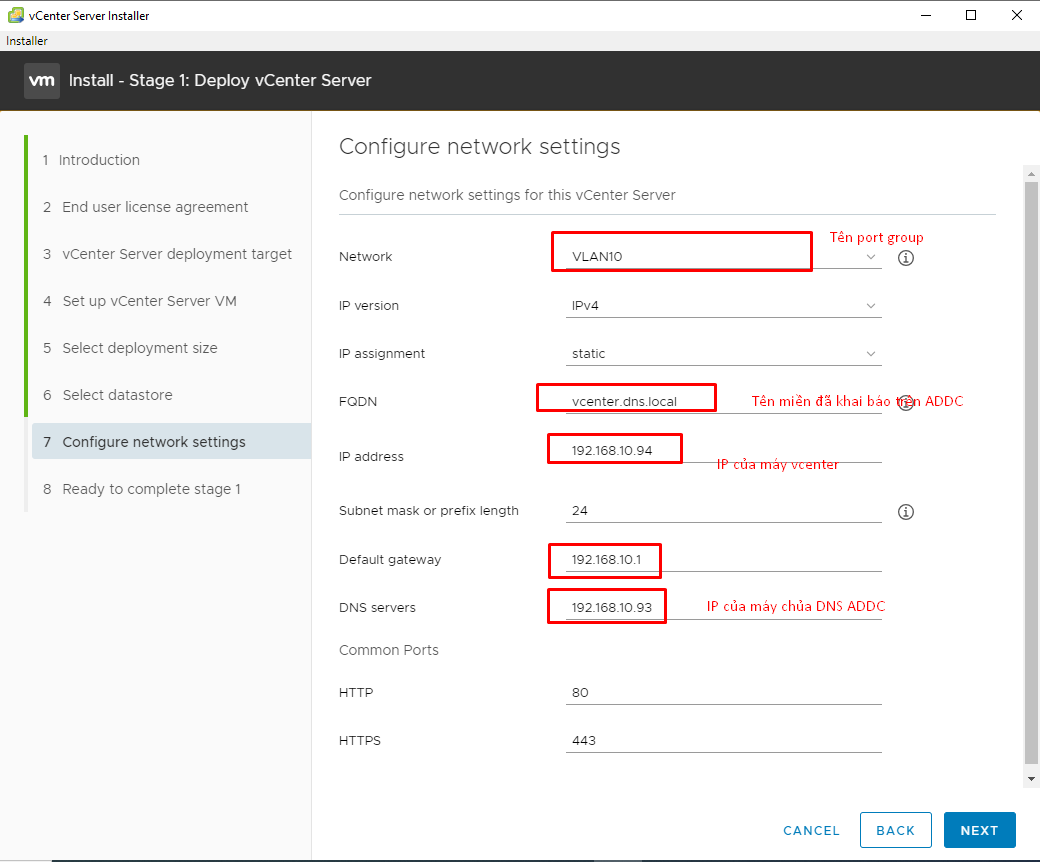 vCenter Server Installer
Installer
vm Install - Stage 1: Deploy vCenter Server
1 Introduction
2 End user license agreement
3 vCenter Server deployment target
4 Set up vCenter Server VM
5 Select deployment size
6 Select datastore
7 Configure network settings
8 Ready to complete stage 1
Configure network settings
Configure network settings for this vCenter Server
Tên port group
Network VLAN10
IP version IPv4
IP assignment static
FQDN vcenter.dns.local Tên miền đã khai báo trên ADDC
IP address 192.168.10.94
IP của máy vcenter
Subnet mask or prefix length 24
Default gateway 192.168.10.1
DNS servers 192.168.10.93 IP của máy chủa DNS ADDC
Common Ports
HTTP 80
HTTPS 443
CANCEL BACK NEXT